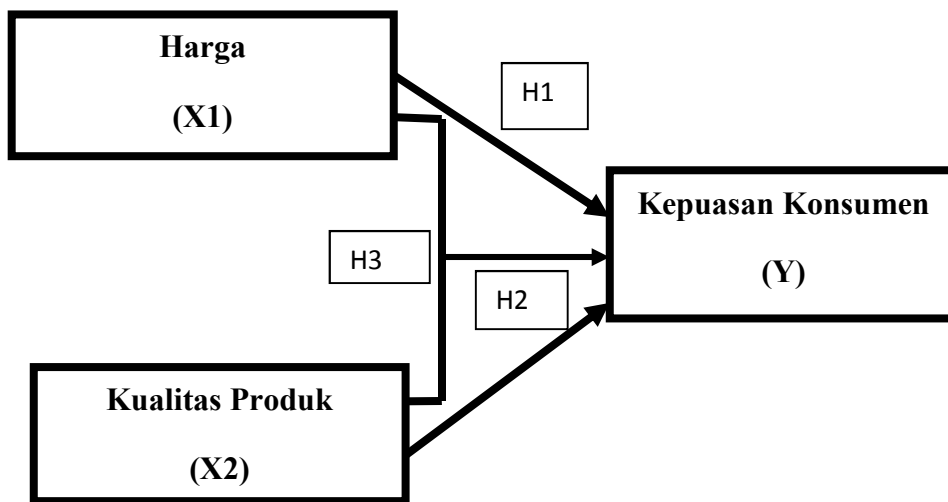 Harga
(X1)
H1
Kepuasan Konsumen
(Y)
H3
H2
Kualitas Produk
(X2)